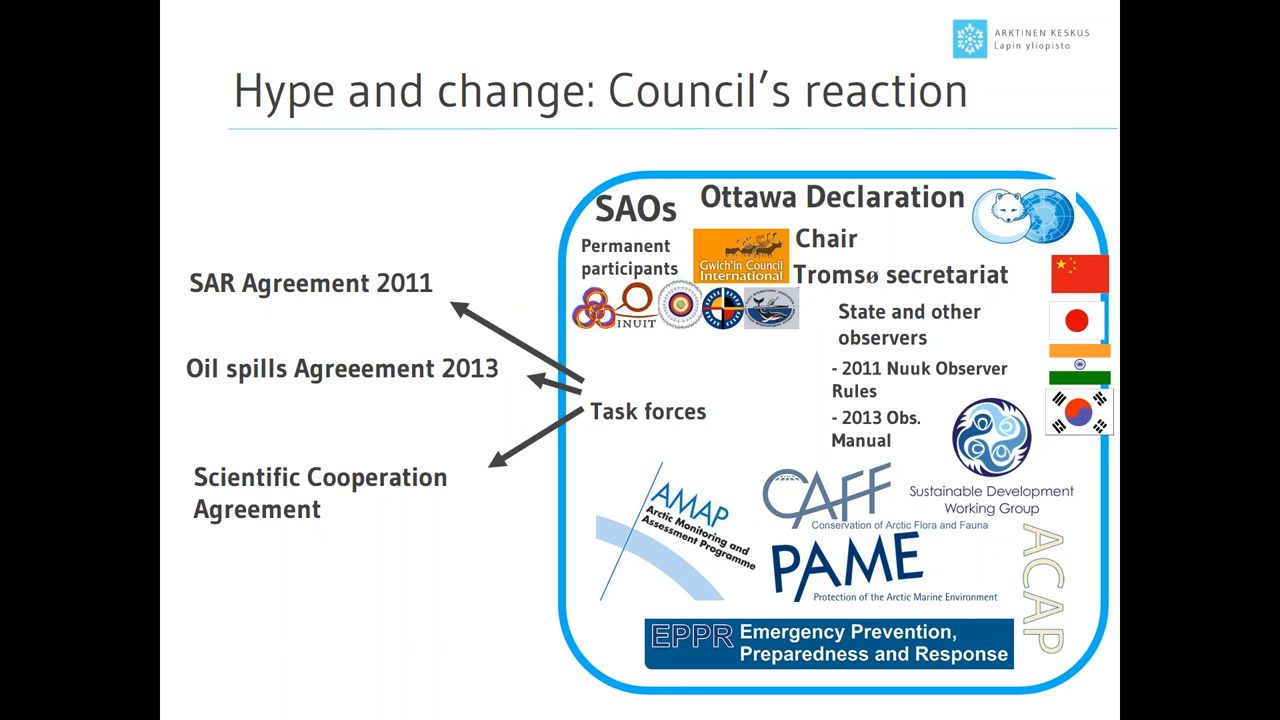 ARKTINEN KESKUS
Lapin yliopisto
Hype and change: Council’s reaction
SAOs
Ottawa Declaration
Permanent
participants
Gwich'in Council
International
Chair
Tromsø secretariat
INUIT
SAR Agreement 2011
Oil spills Agreeement 2013
Scientific Cooperation
Agreement
Task forces
State and other
observers
- 2011 Nuuk Observer
Rules
- 2013 Obs.
Manual
Sustainable Development
Working Group
AMAP
Arctic Monitoring and
Assessment Programme
CAFF
Conservation of Arctic Flora and Fauna
PAME
Protection of the Arctic Marine Environment
ACAP
EPPR Emergency Prevention,
Preparedness and Response